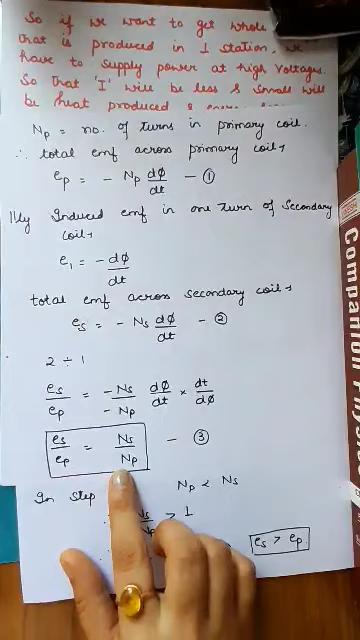 So if we want to get whole
that is produced in 1 station, we
have to supply power at high voltages.
So that 'I' will be less & small will
be heat produced &
Np = no. of turns in primary coil.
∴ total emf across primary coil→
ep = - Np dφ/dt — ①
IIIly Induced emf in one turn of Secondary
coil→
e1 = - dφ/dt
total emf across secondary coil→
es = - Ns dφ/dt — ②
2 ÷ 1
es/ep = -Ns/-Np dφ/dt × dt/dφ
es/ep = Ns/Np — ③
In step
Np < Ns
Ns/Np > 1
es > ep
Companion